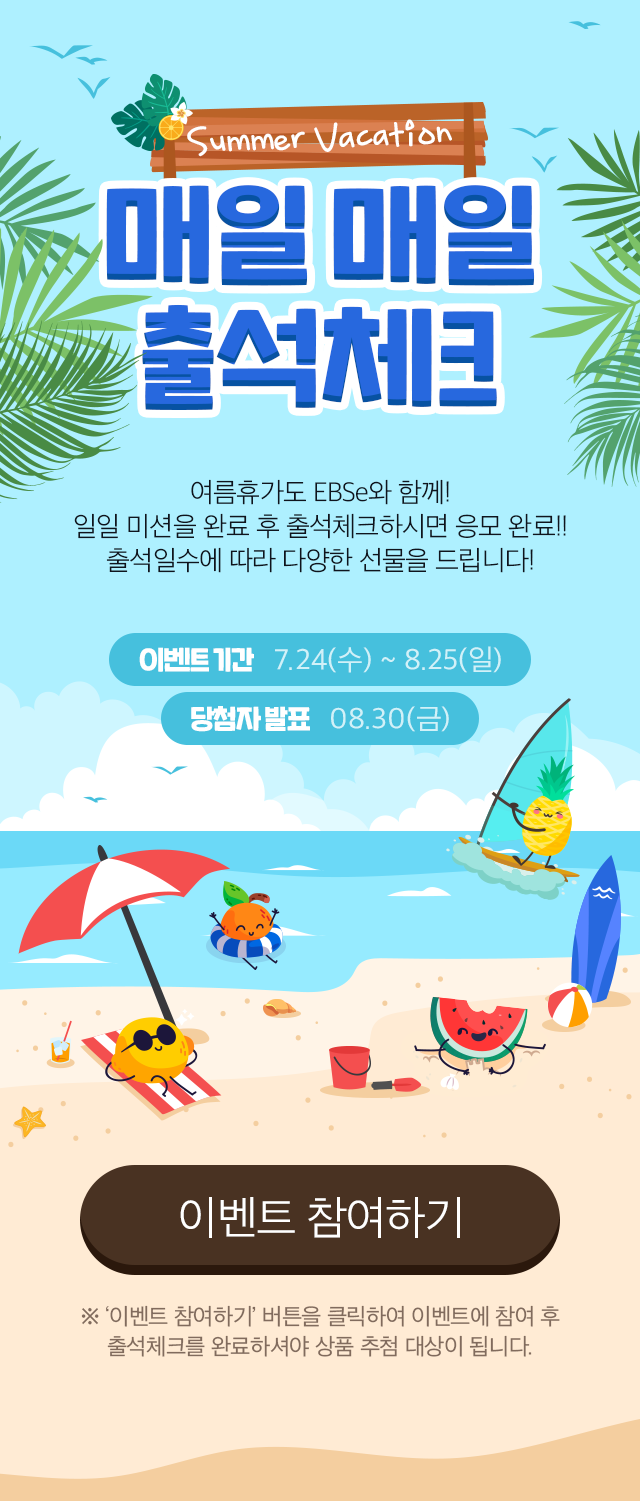 Summer Vacation
매일 매일
출석체크
여름휴가도 EBSe와 함께!
일일 미션을 완료 후 출석체크하시면 응모 완료!!
출석일수에 따라 다양한 선물을 드립니다!
이벤트 기간 7.24(수) ~ 8.25(일)
당첨자 발표 08.30(금)
이벤트 참여하기
※ ‘이벤트 참여하기’ 버튼을 클릭하여 이벤트에 참여 후
출석체크를 완료하셔야 상품 추첨 대상이 됩니다.